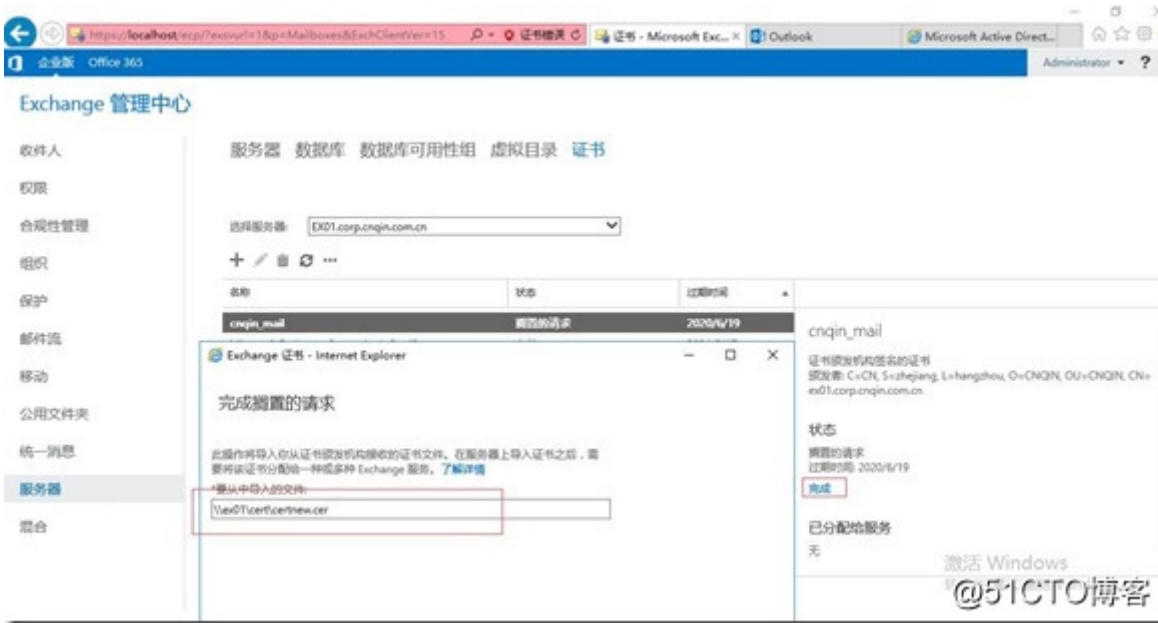 https://localhost/ecp/?exsvurl=1&p=Mailboxes&ExchClientVer=15
证书错误
证书 - Microsoft Exc...
Outlook
Microsoft Active Direct...
企业版 Office 365
Administrator
?
Exchange 管理中心
收件人
权限
合规性管理
组织
保护
邮件流
移动
公用文件夹
统一消息
服务器
混合
服务器 数据库 数据库可用性组 虚拟目录 证书
选择服务器: EX01.corp.cnqin.com.cn
名称 状态 过期时间
cnqin_mail 搁置的请求 2020/6/19
Exchange 证书 - Internet Explorer
完成搁置的请求
此操作将导入你从证书颁发机构接收的证书文件。在服务器上导入证书之后，需
要将该证书分配给一种或多种 Exchange 服务。了解详情
*要从中导入的文件:
\\ex01\cert\certnew.cer
cnqin_mail
证书颁发机构签名的证书
颁发者: C=CN, S=zhejiang, L=hangzhou, O=CNQIN, OU=CNQIN, CN=
ex01.corp.cnqin.com.cn
状态
搁置的请求
过期时间: 2020/6/19
完成
已分配给服务
无
激活 Windows
@51CTO博客